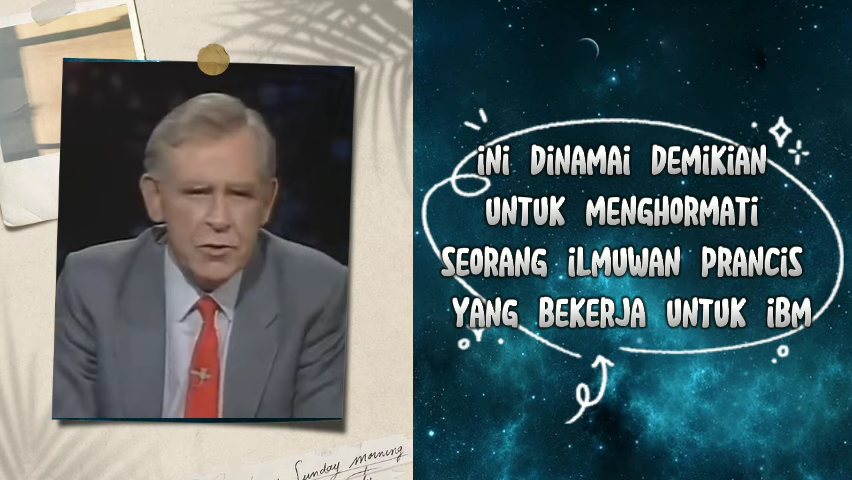 INI DINAMAI DEMIKIAN
UNTUK MENGHORMATI
SEORANG ILMUWAN PRANCIS
YANG BEKERJA UNTUK IBM
Sunday morning